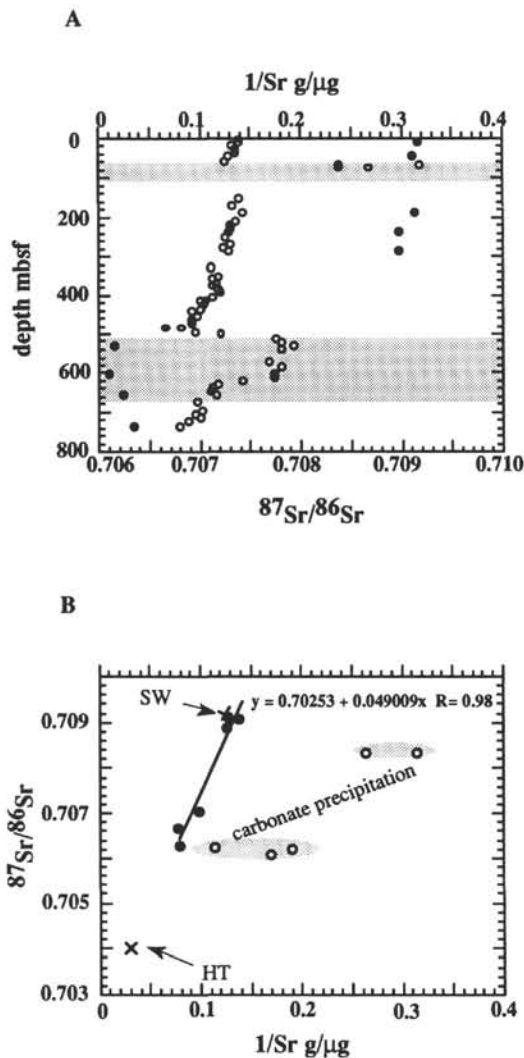 A
1/Sr g/µg
0 0.1 0.2 0.3 0.4
0
200
400
600
800
depth mbsf
0.706 0.707 0.708 0.709 0.710
87Sr/86Sr
B
SW
y = 0.70253 + 0.049009x R= 0.98
0.709
0.707
0.705
0.703
87Sr/86Sr
carbonate precipitation
HT
0 0.1 0.2 0.3 0.4
1/Sr g/µg